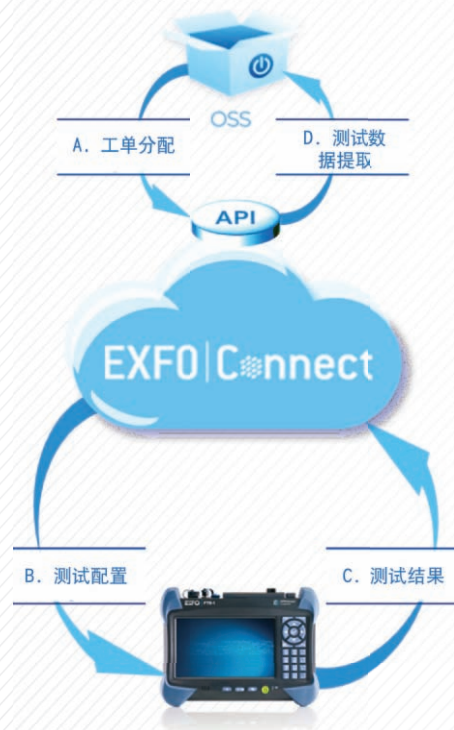 OSS
A. 工单分配
D. 测试数
据提取
API
EXFO Connect
B. 测试配置
C. 测试结果
EXFO